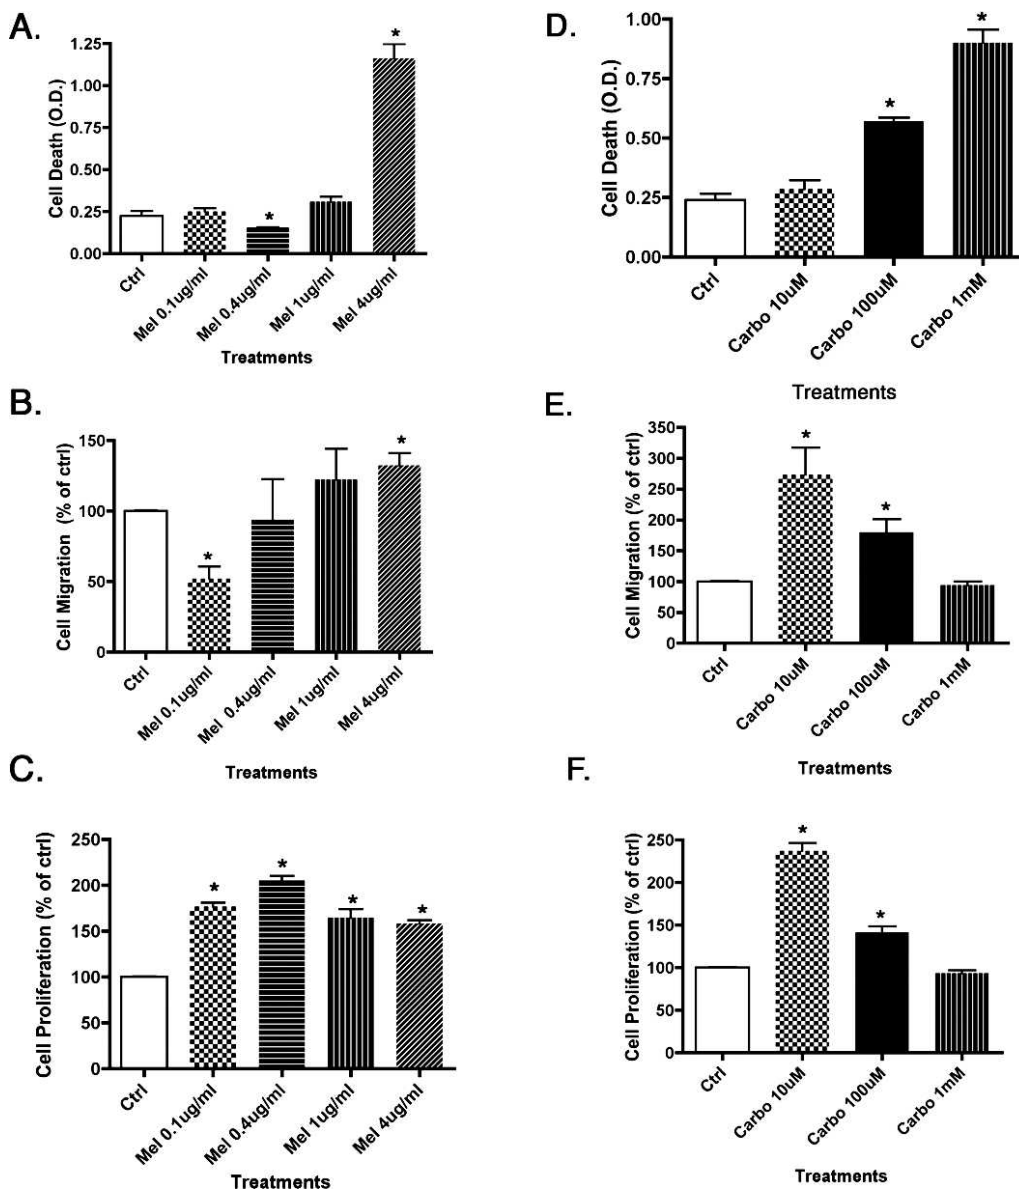 A.
Cell Death (O.D.)
1.25
1.00
0.75
0.50
0.25
0.00
*
*
Ctrl
Mel 0.1ug/ml
Mel 0.4ug/ml
Mel 1ug/ml
Mel 4ug/ml
Treatments
B.
Cell Migration (% of ctrl)
150
100
50
0
*
*
Ctrl
Mel 0.1ug/ml
Mel 0.4ug/ml
Mel 1ug/ml
Mel 4ug/ml
Treatments
C.
Cell Proliferation (% of ctrl)
250
200
150
100
50
0
*
*
*
*
Ctrl
Mel 0.1ug/ml
Mel 0.4ug/ml
Mel 1ug/ml
Mel 4ug/ml
Treatments
D.
Cell Death (O.D.)
1.00
0.75
0.50
0.25
0.00
*
*
Ctrl
Carbo 10uM
Carbo 100uM
Carbo 1mM
Treatments
E.
Cell Migration (% of ctrl)
350
300
250
200
150
100
50
0
*
*
Ctrl
Carbo 10uM
Carbo 100uM
Carbo 1mM
Treatments
F.
Cell Proliferation (% of ctrl)
250
200
150
100
50
0
*
*
Ctrl
Carbo 10uM
Carbo 100uM
Carbo 1mM
Treatments